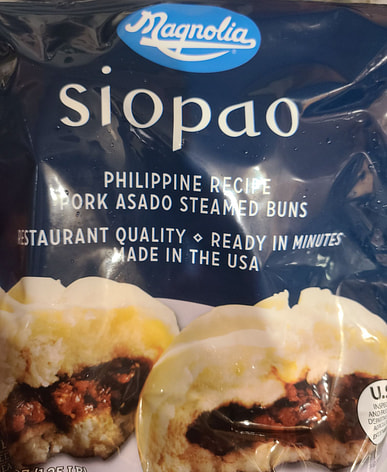 Magnolia
siopao
PHILIPPINE RECIPE
PORK ASADO STEAMED BUNS
RESTAURANT QUALITY ⋄ READY IN MINUTES
MADE IN THE USA
U.S